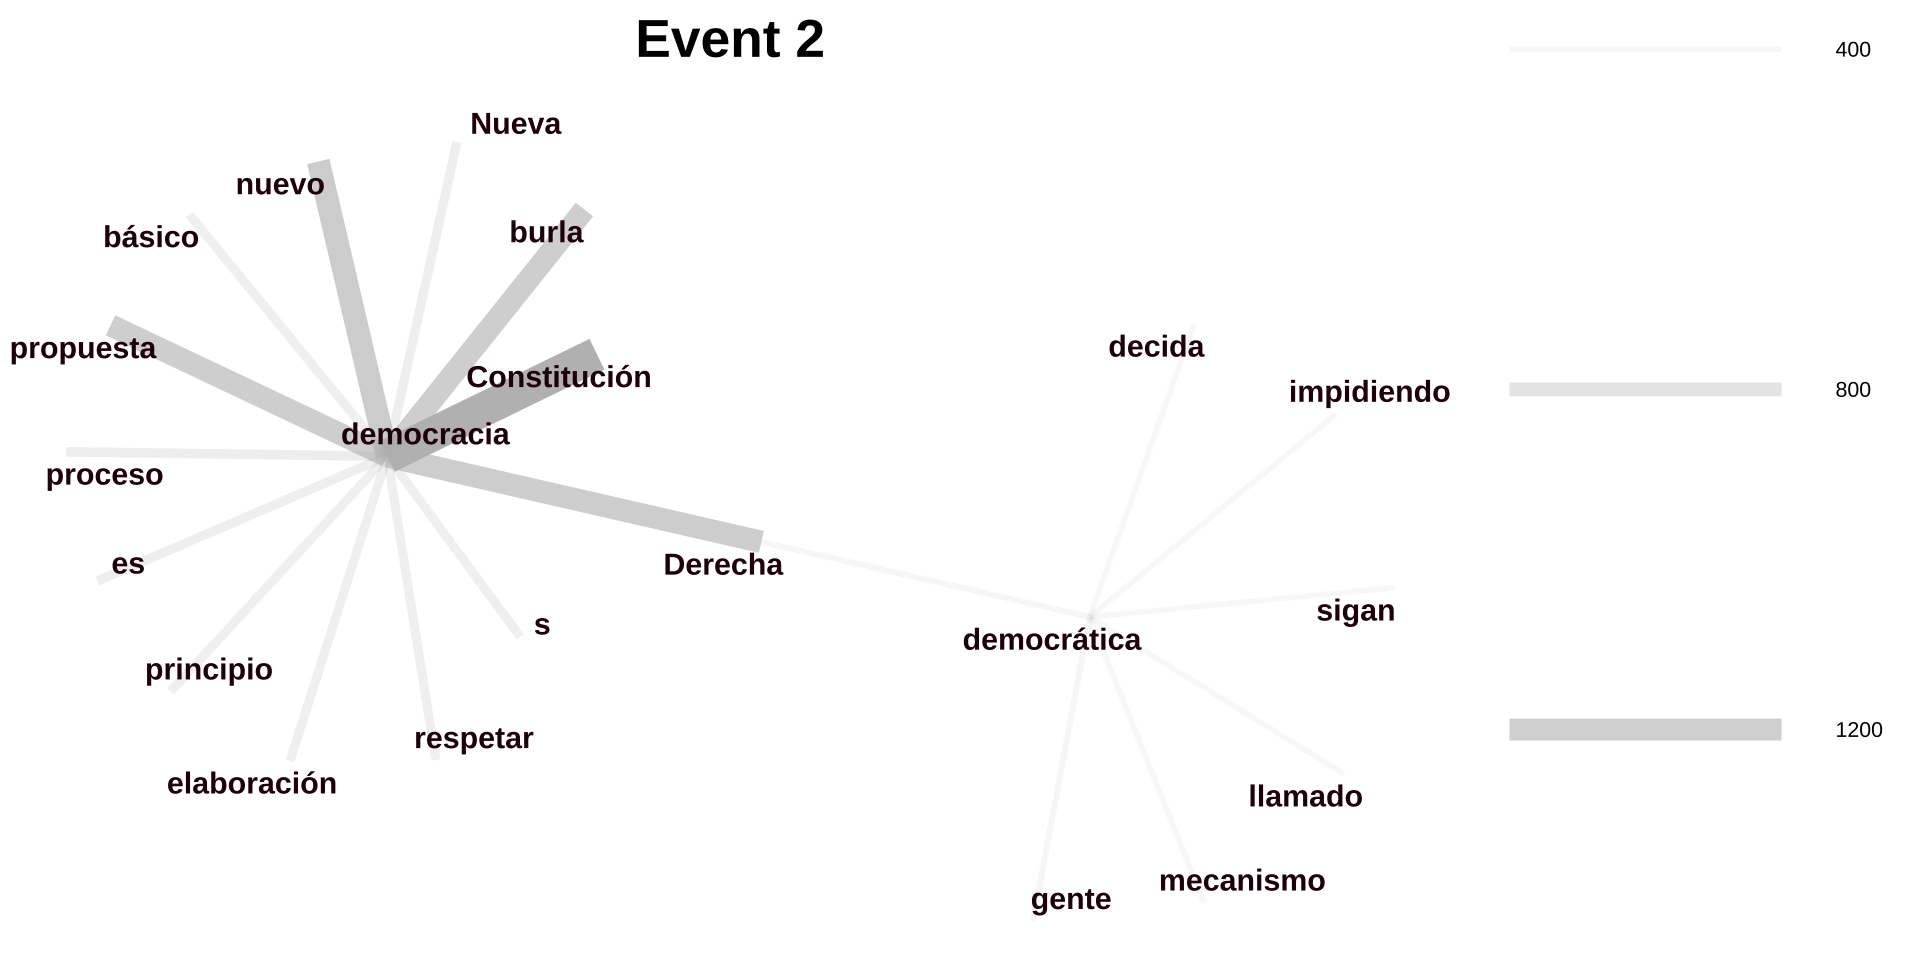 Event 2
400
Nueva
nuevo
básico
burla
propuesta
decida
Constitución
impidiendo
800
democracia
proceso
es
Derecha
s
sigan
democrática
principio
1200
respetar
elaboración
llamado
mecanismo
gente